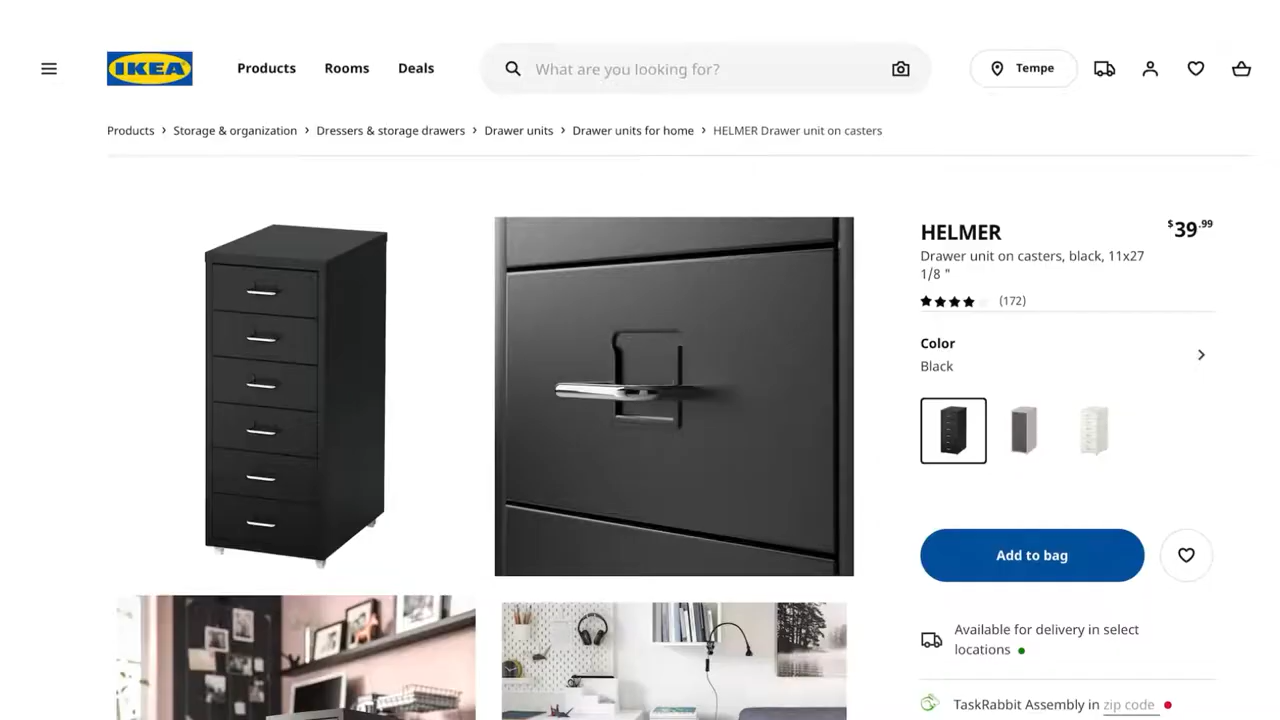 IKEA
Products Rooms Deals
What are you looking for?
Tempe
Products › Storage & organization › Dressers & storage drawers › Drawer units › Drawer units for home › HELMER Drawer unit on casters
HELMER
$39.99
Drawer unit on casters, black, 11x27
1/8 "
(172)
Color
Black
Add to bag
Available for delivery in select
locations
TaskRabbit Assembly in zip code